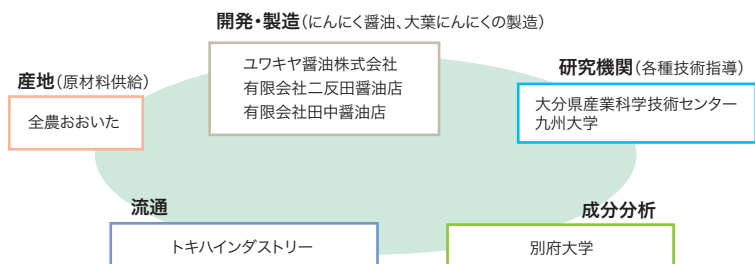 開発・製造(にんにく醤油、大葉にんにくの製造)
ユワキヤ醤油株式会社
有限会社二反田醤油店
有限会社田中醤油店
産地(原材料供給)
全農おおいた
研究機関(各種技術指導)
大分県産業科学技術センター
九州大学
流通
トキハインダストリー
成分分析
別府大学